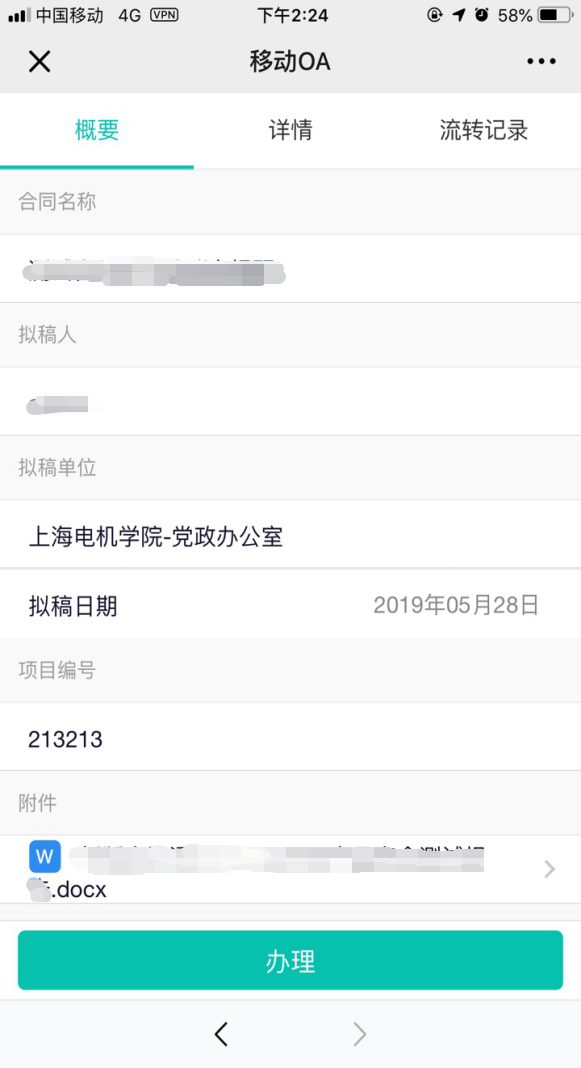 中国移动 4G VPN 下午2:24 58%
移动OA
概要 详情 流转记录
合同名称
拟稿人
拟稿单位
上海电机学院-党政办公室
拟稿日期 2019年05月28日
项目编号
213213
附件
W
.docx
办理